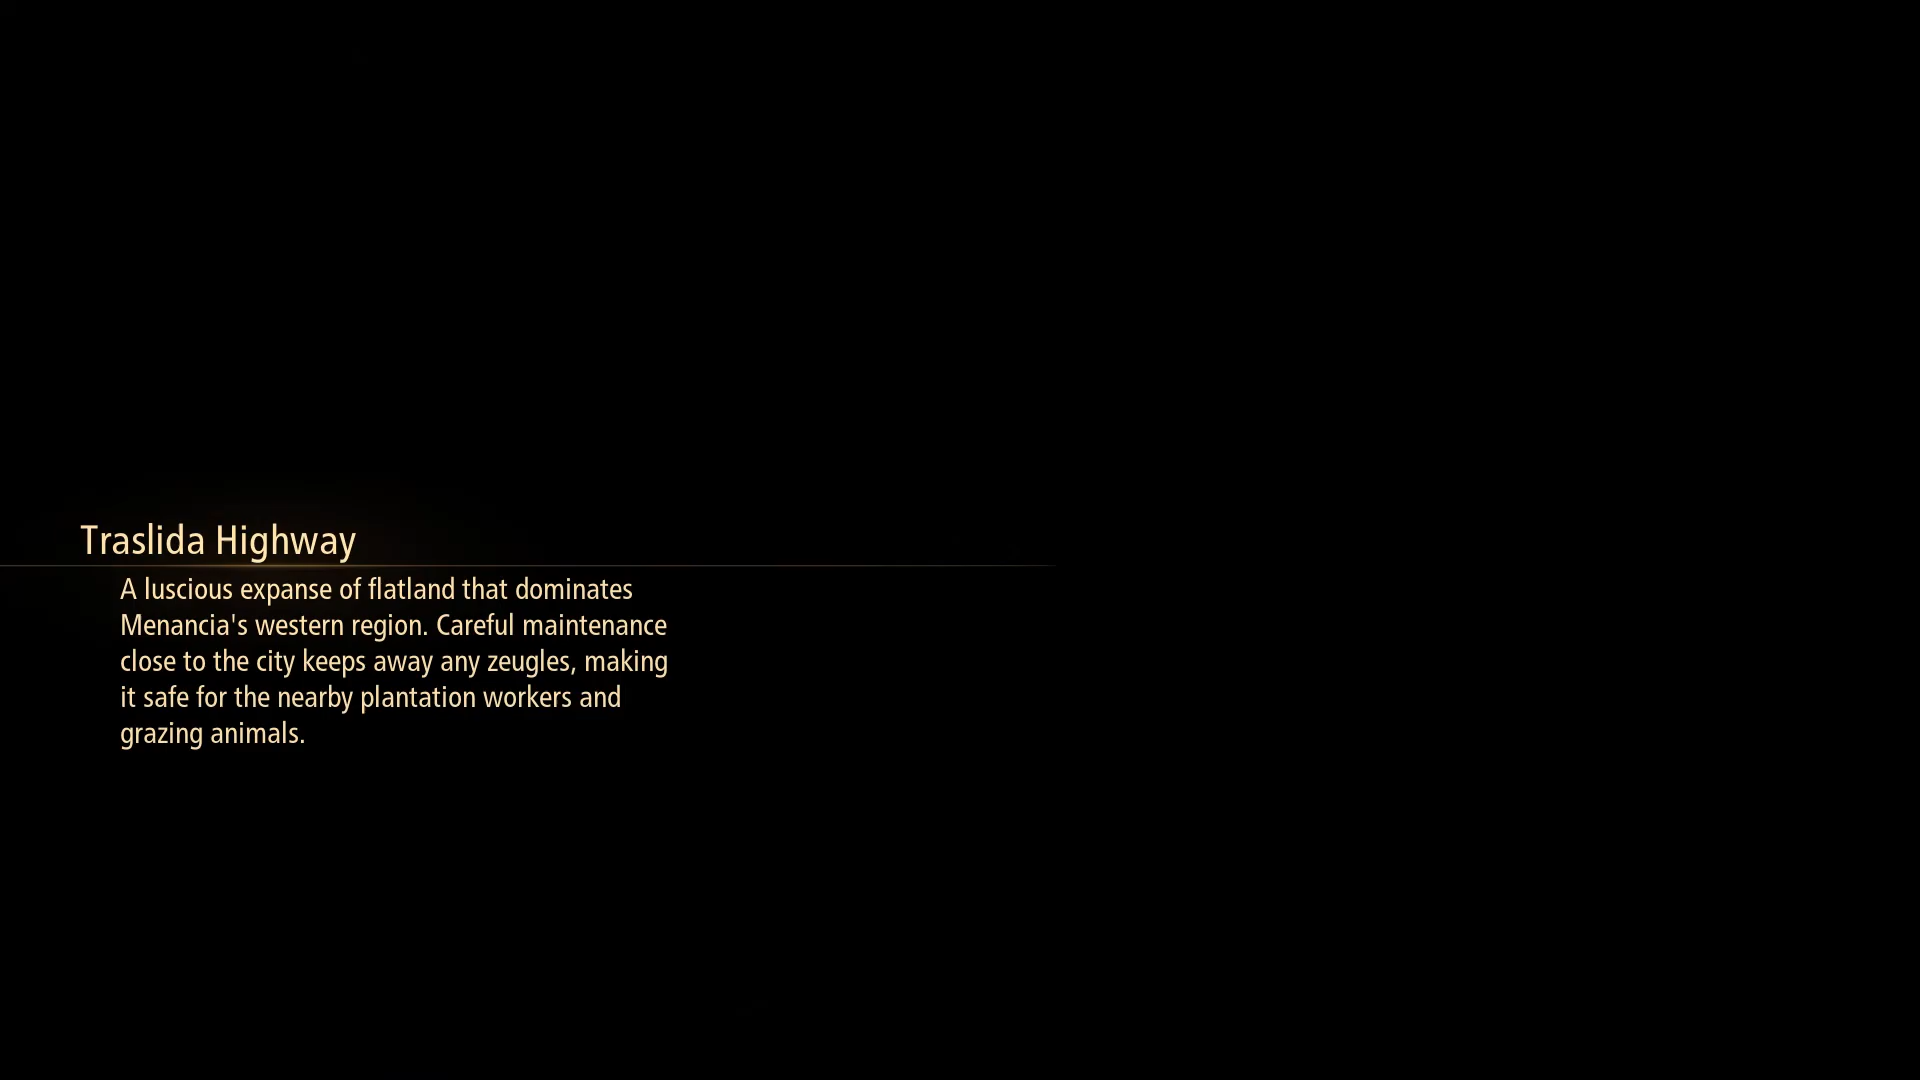 Traslida Highway
A luscious expanse of flatland that dominates
Menancia's western region. Careful maintenance
close to the city keeps away any zeugles, making
it safe for the nearby plantation workers and
grazing animals.